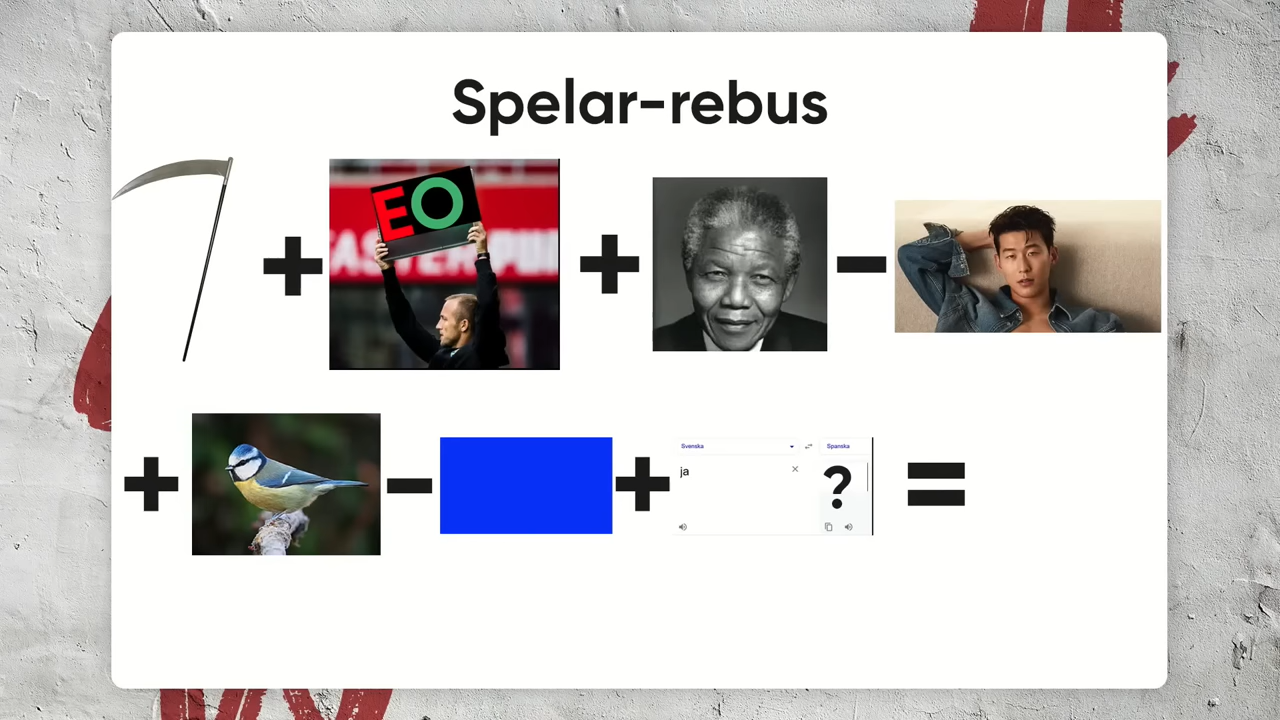 Spelar-rebus
EO
+ + −
+ − + =
Svenska Spanska
ja ?